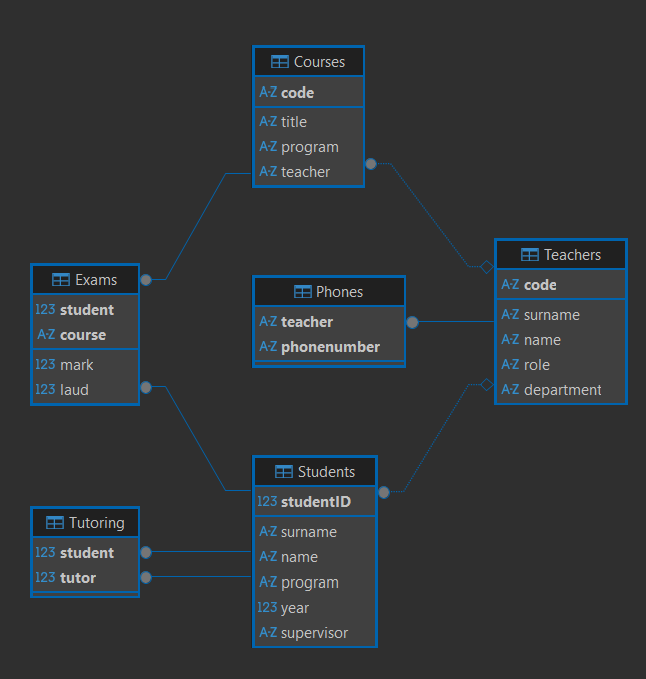 Courses
A-Z code
A-Z title
A-Z program
A-Z teacher
Exams
123 student
A-Z course
123 mark
123 laud
Phones
A-Z teacher
A-Z phonenumber
Teachers
A-Z code
A-Z surname
A-Z name
A-Z role
A-Z department
Students
123 studentID
A-Z surname
A-Z name
A-Z program
123 year
A-Z supervisor
Tutoring
123 student
123 tutor